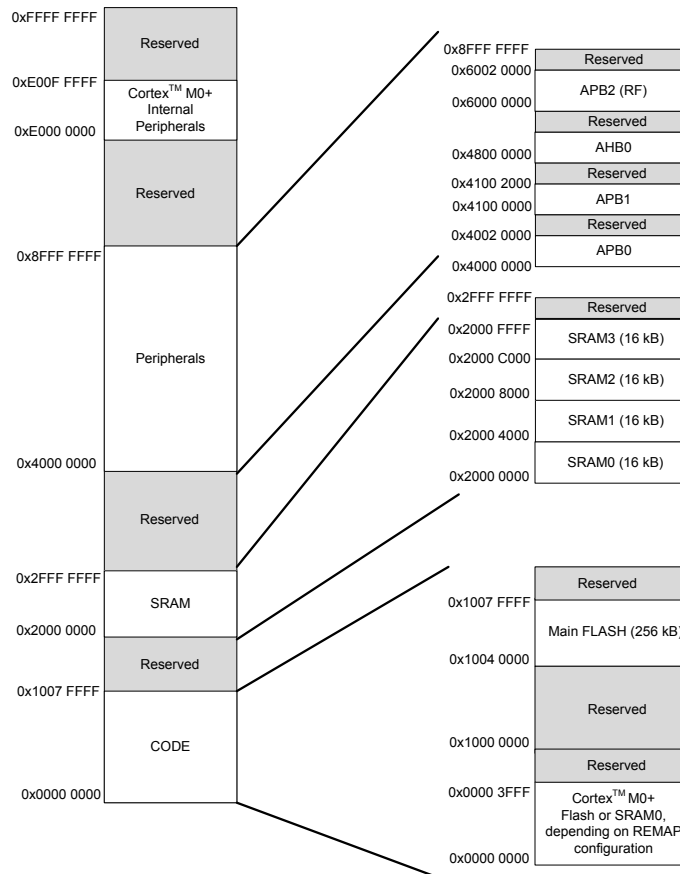 0xFFFF FFFF
Reserved
0xE00F FFFF
Cortex™ M0+
Internal
Peripherals
0xE000 0000
Reserved
0x8FFF FFFF
Peripherals
0x4000 0000
Reserved
0x2FFF FFFF
SRAM
0x2000 0000
Reserved
0x1007 FFFF
CODE
0x0000 0000
0x8FFF FFFF
Reserved
0x6002 0000
APB2 (RF)
0x6000 0000
Reserved
AHB0
0x4800 0000
Reserved
0x4100 2000
APB1
0x4100 0000
Reserved
0x4002 0000
APB0
0x4000 0000
0x2FFF FFFF
Reserved
0x2000 FFFF
SRAM3 (16 kB)
0x2000 C000
SRAM2 (16 kB)
0x2000 8000
SRAM1 (16 kB)
0x2000 4000
SRAM0 (16 kB)
0x2000 0000
Reserved
0x1007 FFFF
Main FLASH (256 kB)
0x1004 0000
Reserved
0x1000 0000
Reserved
0x0000 3FFF
Cortex™ M0+
Flash or SRAM0,
depending on REMAP
configuration
0x0000 0000